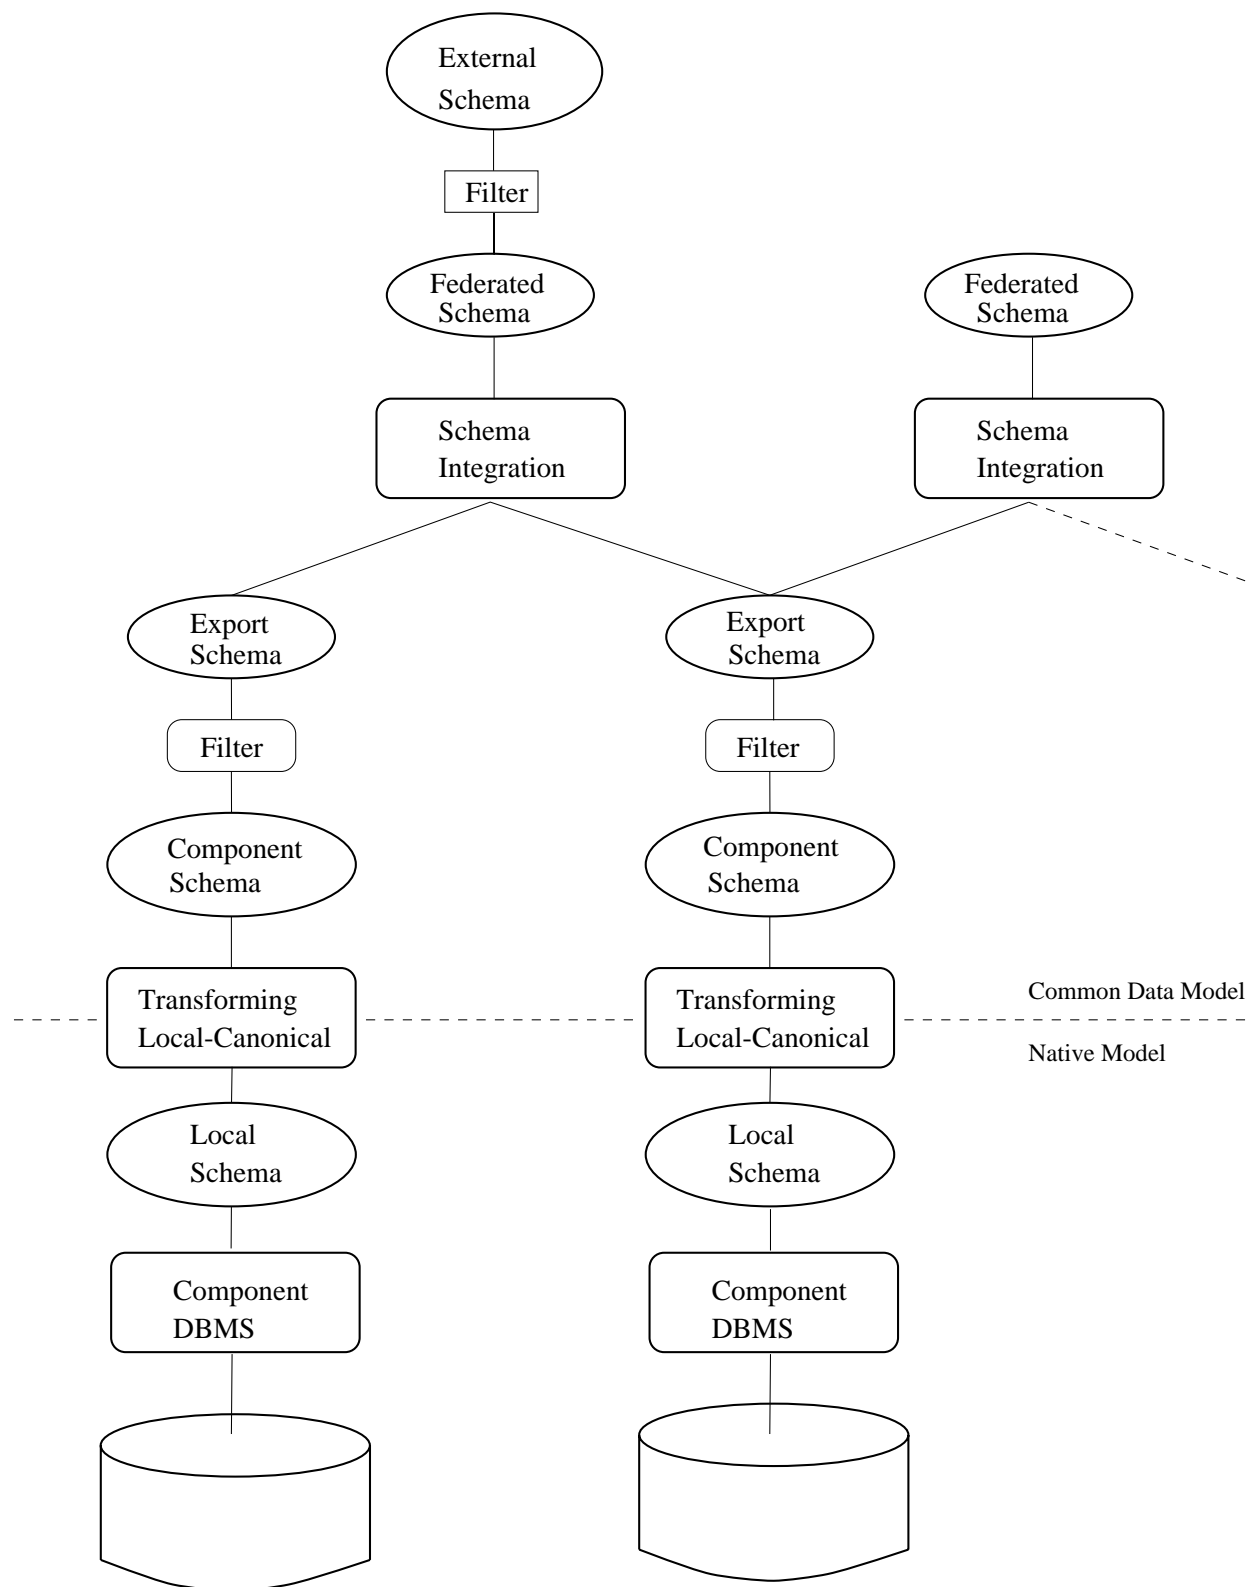 External
Schema
Filter
Federated
Schema
Federated
Schema
Schema
Integration
Schema
Integration
Export
Schema
Export
Schema
Filter
Filter
Component
Schema
Component
Schema
Transforming
Local-Canonical
Transforming
Local-Canonical
Common Data Model
Native Model
Local
Schema
Local
Schema
Component
DBMS
Component
DBMS